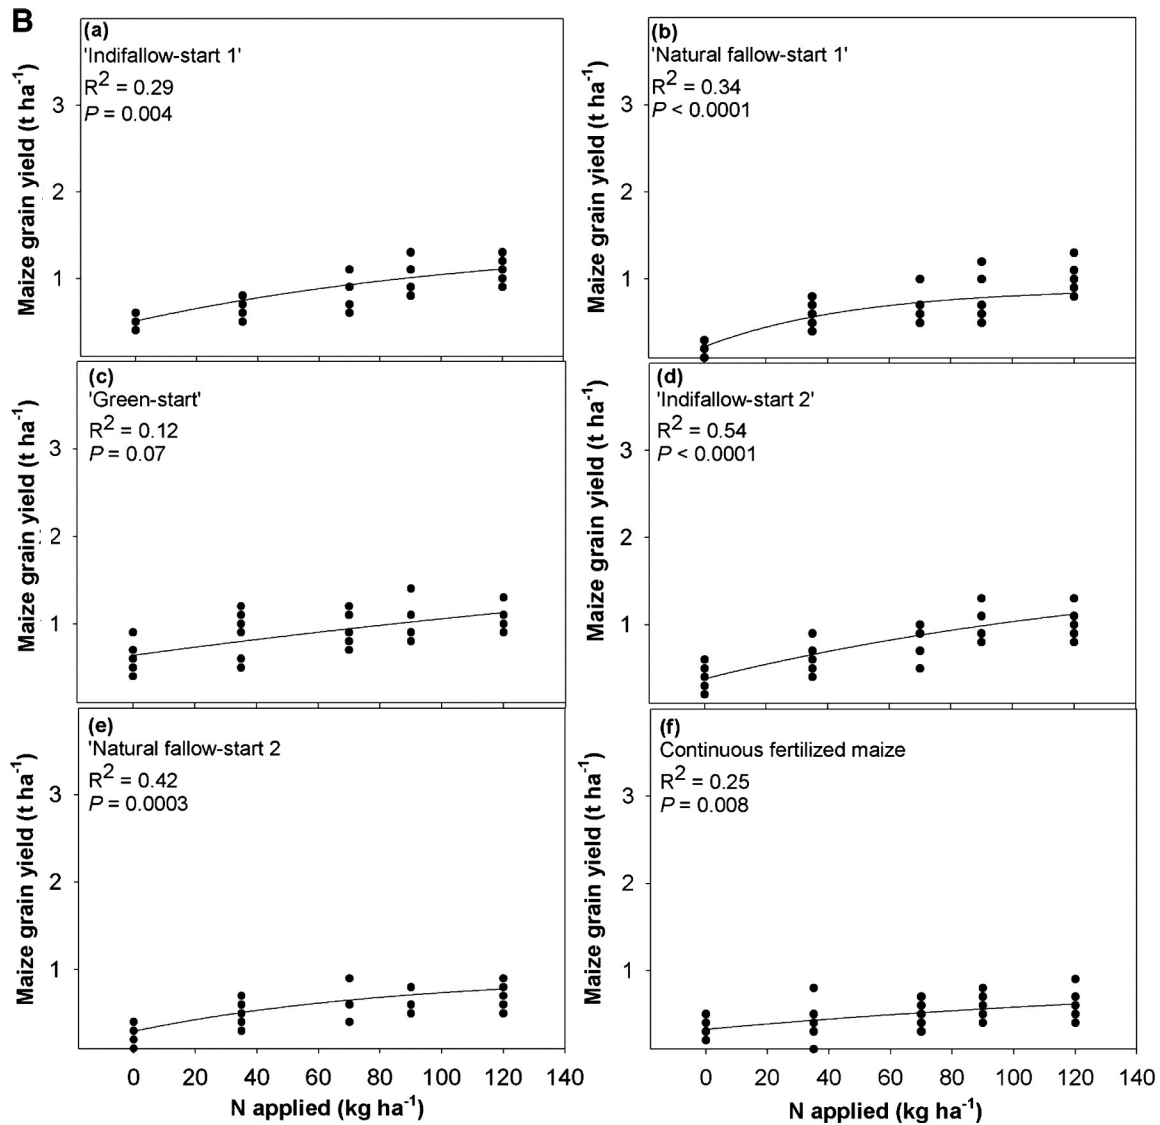 B
(a)
'Indifallow-start 1'
R² = 0.29
P = 0.004
Maize grain yield (t ha⁻¹)
3
2
1
(b)
'Natural fallow-start 1'
R² = 0.34
P < 0.0001
Maize grain yield (t ha⁻¹)
3
2
1
(c)
'Green-start'
R² = 0.12
P = 0.07
Maize grain yield (t ha⁻¹)
3
2
1
(d)
'Indifallow-start 2'
R² = 0.54
P < 0.0001
Maize grain yield (t ha⁻¹)
3
2
1
(e)
'Natural fallow-start 2
R² = 0.42
P = 0.0003
Maize grain yield (t ha⁻¹)
3
2
1
0 20 40 60 80 100 120 140
N applied (kg ha⁻¹)
(f)
Continuous fertilized maize
R² = 0.25
P = 0.008
Maize grain yield (t ha⁻¹)
3
2
1
0 20 40 60 80 100 120 140
N applied (kg ha⁻¹)